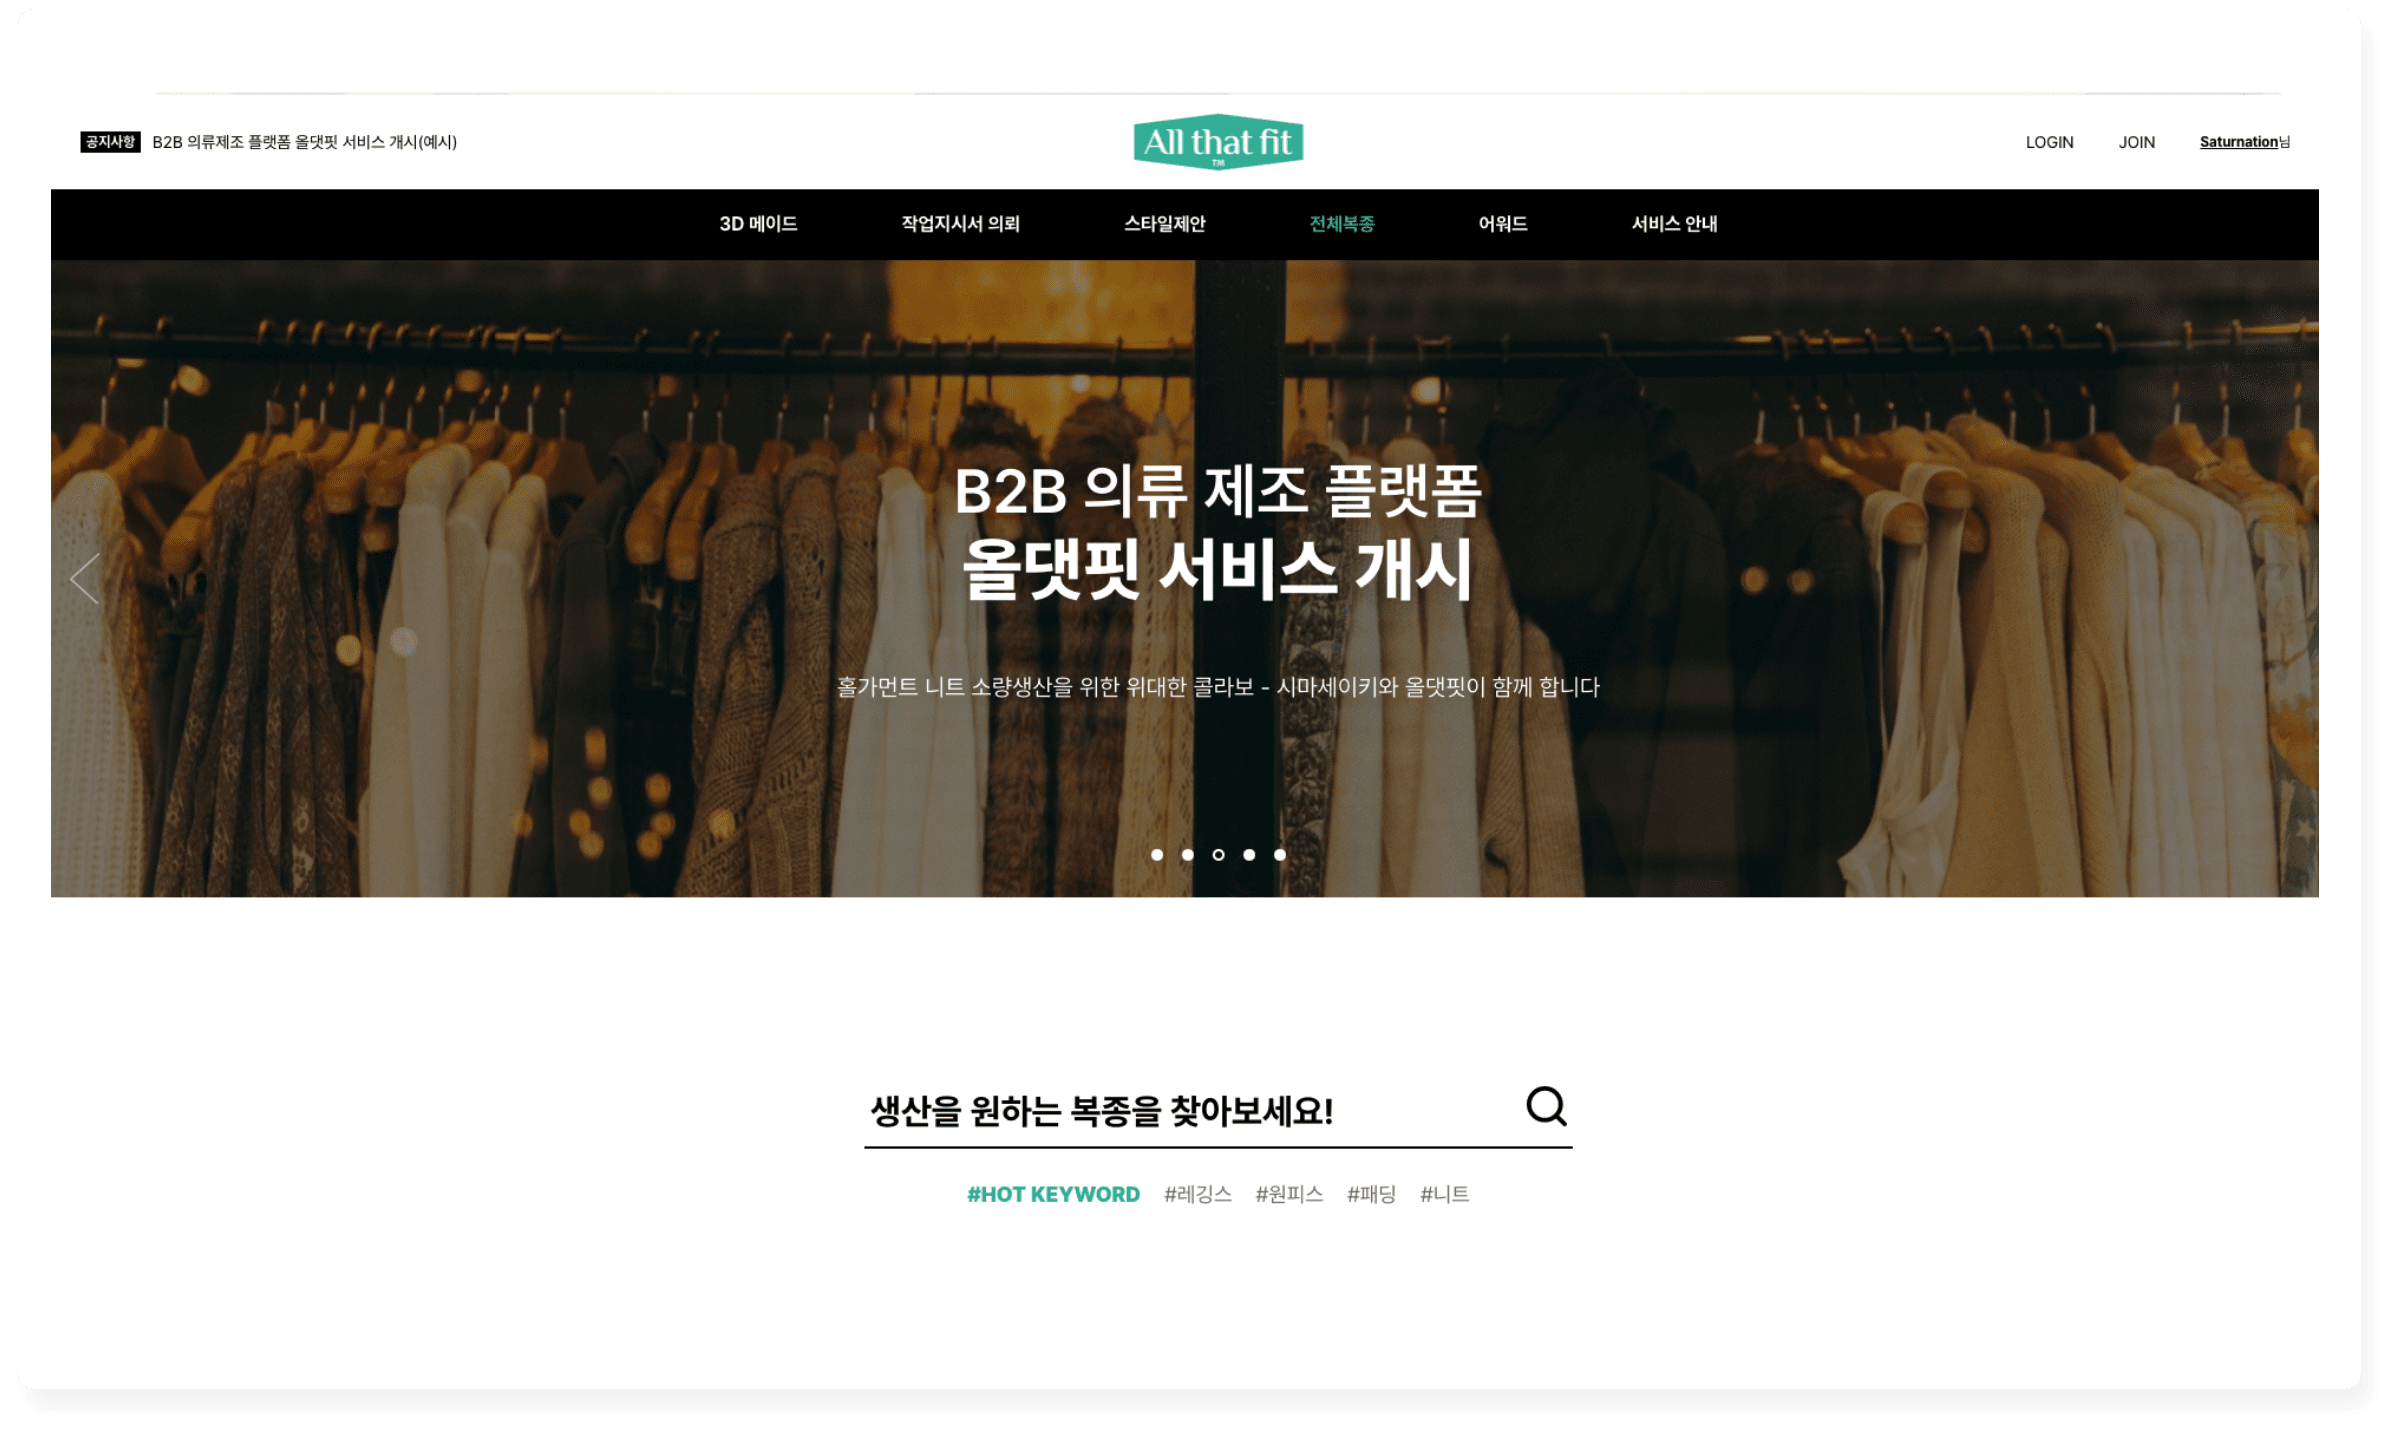 공지사항 B2B 의류제조 플랫폼 올댓핏 서비스 개시(예시)
All that fit
TM
LOGIN JOIN Saturnation님
3D 메이드 작업지시서 의뢰 스타일제안 전체복종 어워드 서비스 안내
B2B 의류 제조 플랫폼
올댓핏 서비스 개시
홀가먼트 니트 소량생산을 위한 위대한 콜라보 - 시마세이키와 올댓핏이 함께 합니다
생산을 원하는 복종을 찾아보세요!
#HOT KEYWORD #레깅스 #원피스 #패딩 #니트